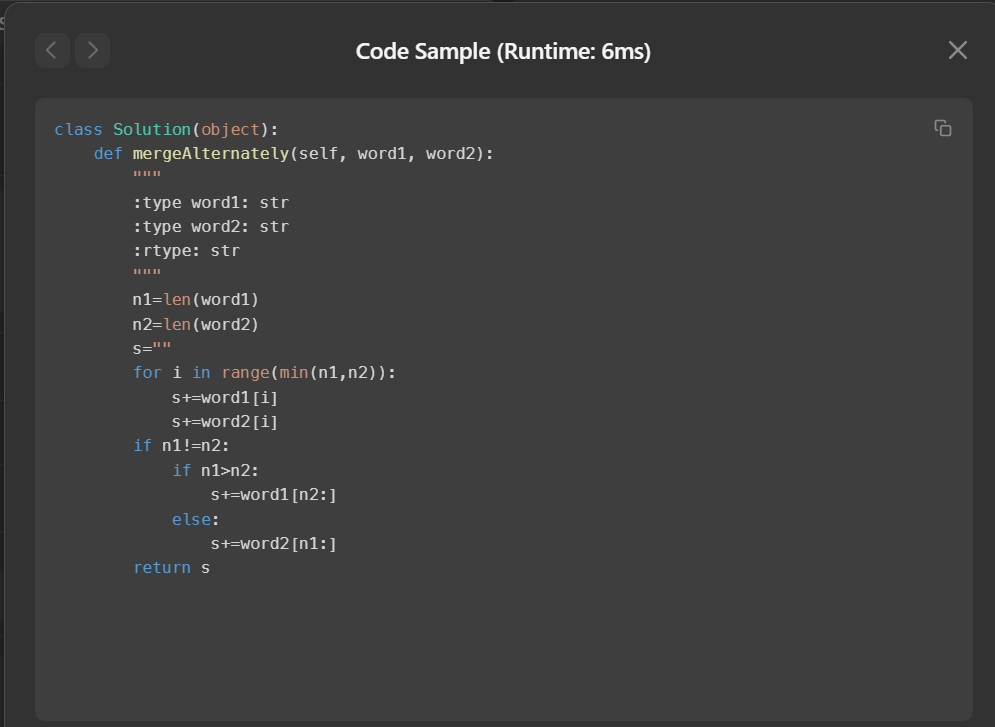 Code Sample (Runtime: 6ms)
class Solution(object):
    def mergeAlternately(self, word1, word2):
        """
        :type word1: str
        :type word2: str
        :rtype: str
        """
        n1=len(word1)
        n2=len(word2)
        s=""
        for i in range(min(n1,n2)):
            s+=word1[i]
            s+=word2[i]
        if n1!=n2:
            if n1>n2:
                s+=word1[n2:]
            else:
                s+=word2[n1:]
        return s